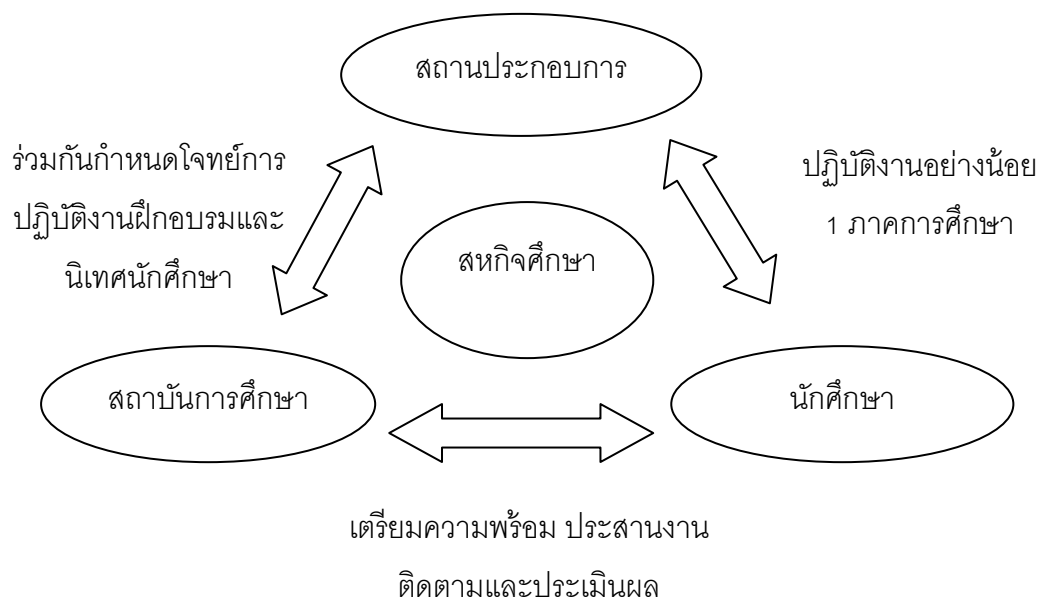 สถานประกอบการ
ร่วมกันกำหนดโจทย์การ
ปฏิบัติงานฝึกอบรมและ
นิเทศนักศึกษา
ปฏิบัติงานอย่างน้อย
1 ภาคการศึกษา
สหกิจศึกษา
สถาบันการศึกษา
นักศึกษา
เตรียมความพร้อม ประสานงาน
ติดตามและประเมินผล